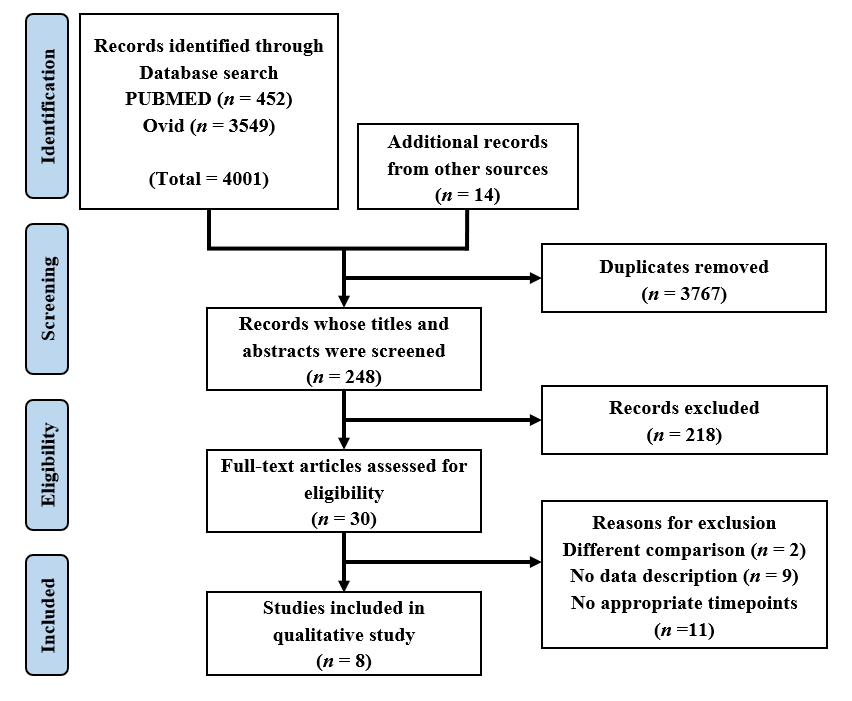 Identification
Records identified through
Database search
PUBMED (n = 452)
Ovid (n = 3549)
(Total = 4001)
Additional records
from other sources
(n = 14)
Screening
Duplicates removed
(n = 3767)
Records whose titles and
abstracts were screened
(n = 248)
Eligibility
Records excluded
(n = 218)
Full-text articles assessed for
eligibility
(n = 30)
Reasons for exclusion
Different comparison (n = 2)
No data description (n = 9)
No appropriate timepoints
(n =11)
Included
Studies included in
qualitative study
(n = 8)